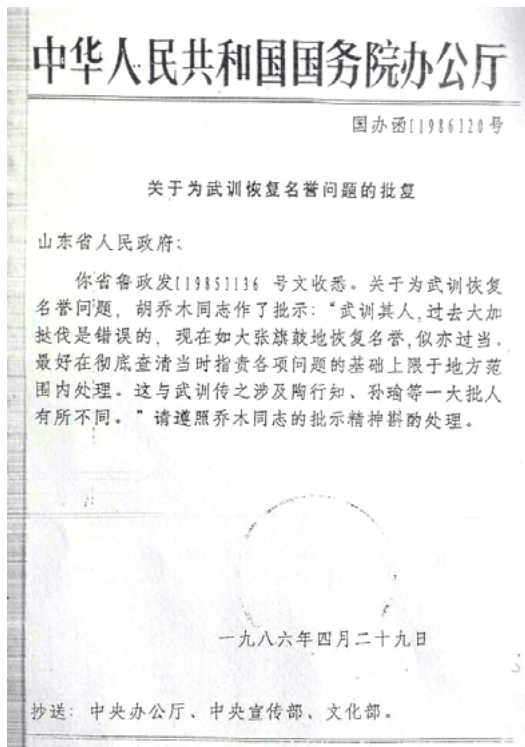 中华人民共和国国务院办公厅
国办函[1986]20号
关于为武训恢复名誉问题的批复
山东省人民政府:
你省鲁政发[1985]136 号文收悉。关于为武训恢复
名誉问题,胡乔木同志作了批示:“武训其人,过去大加
挞伐是错误的,现在如大张旗鼓地恢复名誉,似亦过当。
最好在彻底查清当时指责各项问题的基础上限于地方范
围内处理。这与武训传之涉及陶行知、孙瑜等一大批人
有所不同。”请遵照乔木同志的批示精神斟酌处理。
一九八六年四月二十九日
抄送:中央办公厅、中央宣传部、文化部。